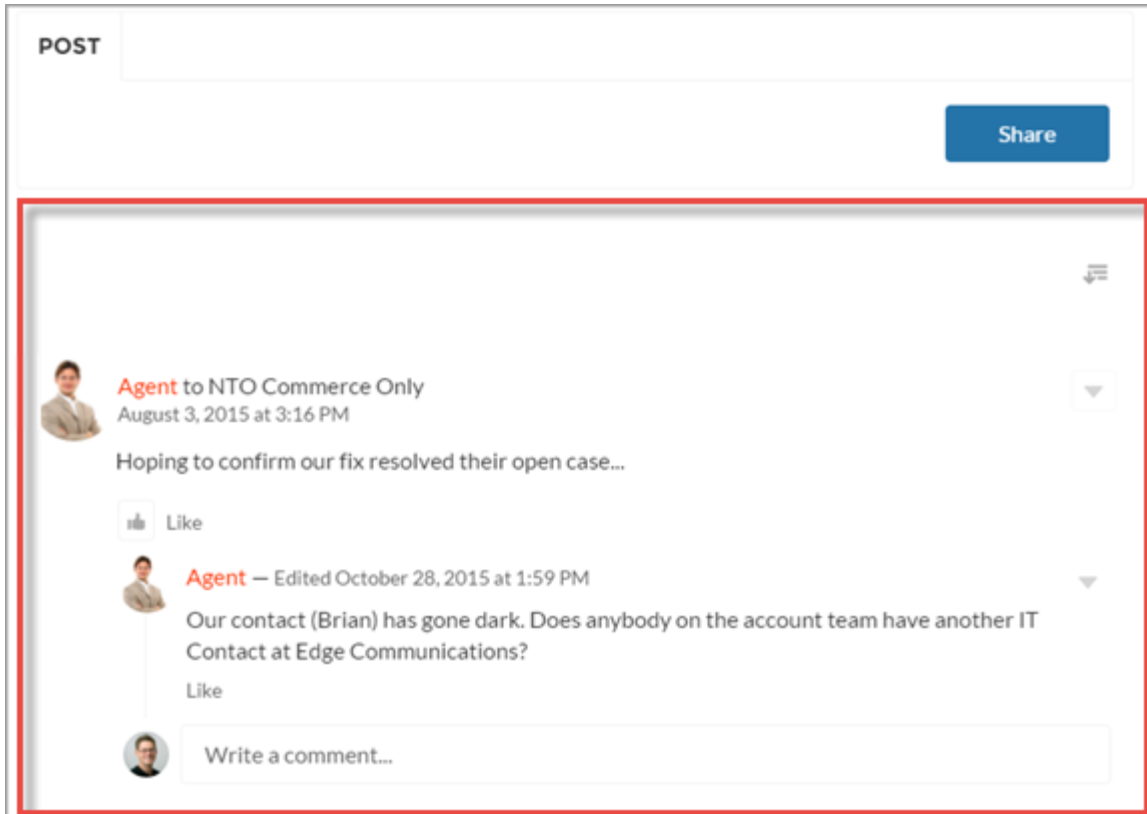 POST
Share
Agent to NTO Commerce Only
August 3, 2015 at 3:16 PM
Hoping to confirm our fix resolved their open case...
Like
Agent — Edited October 28, 2015 at 1:59 PM
Our contact (Brian) has gone dark. Does anybody on the account team have another IT
Contact at Edge Communications?
Like
Write a comment...